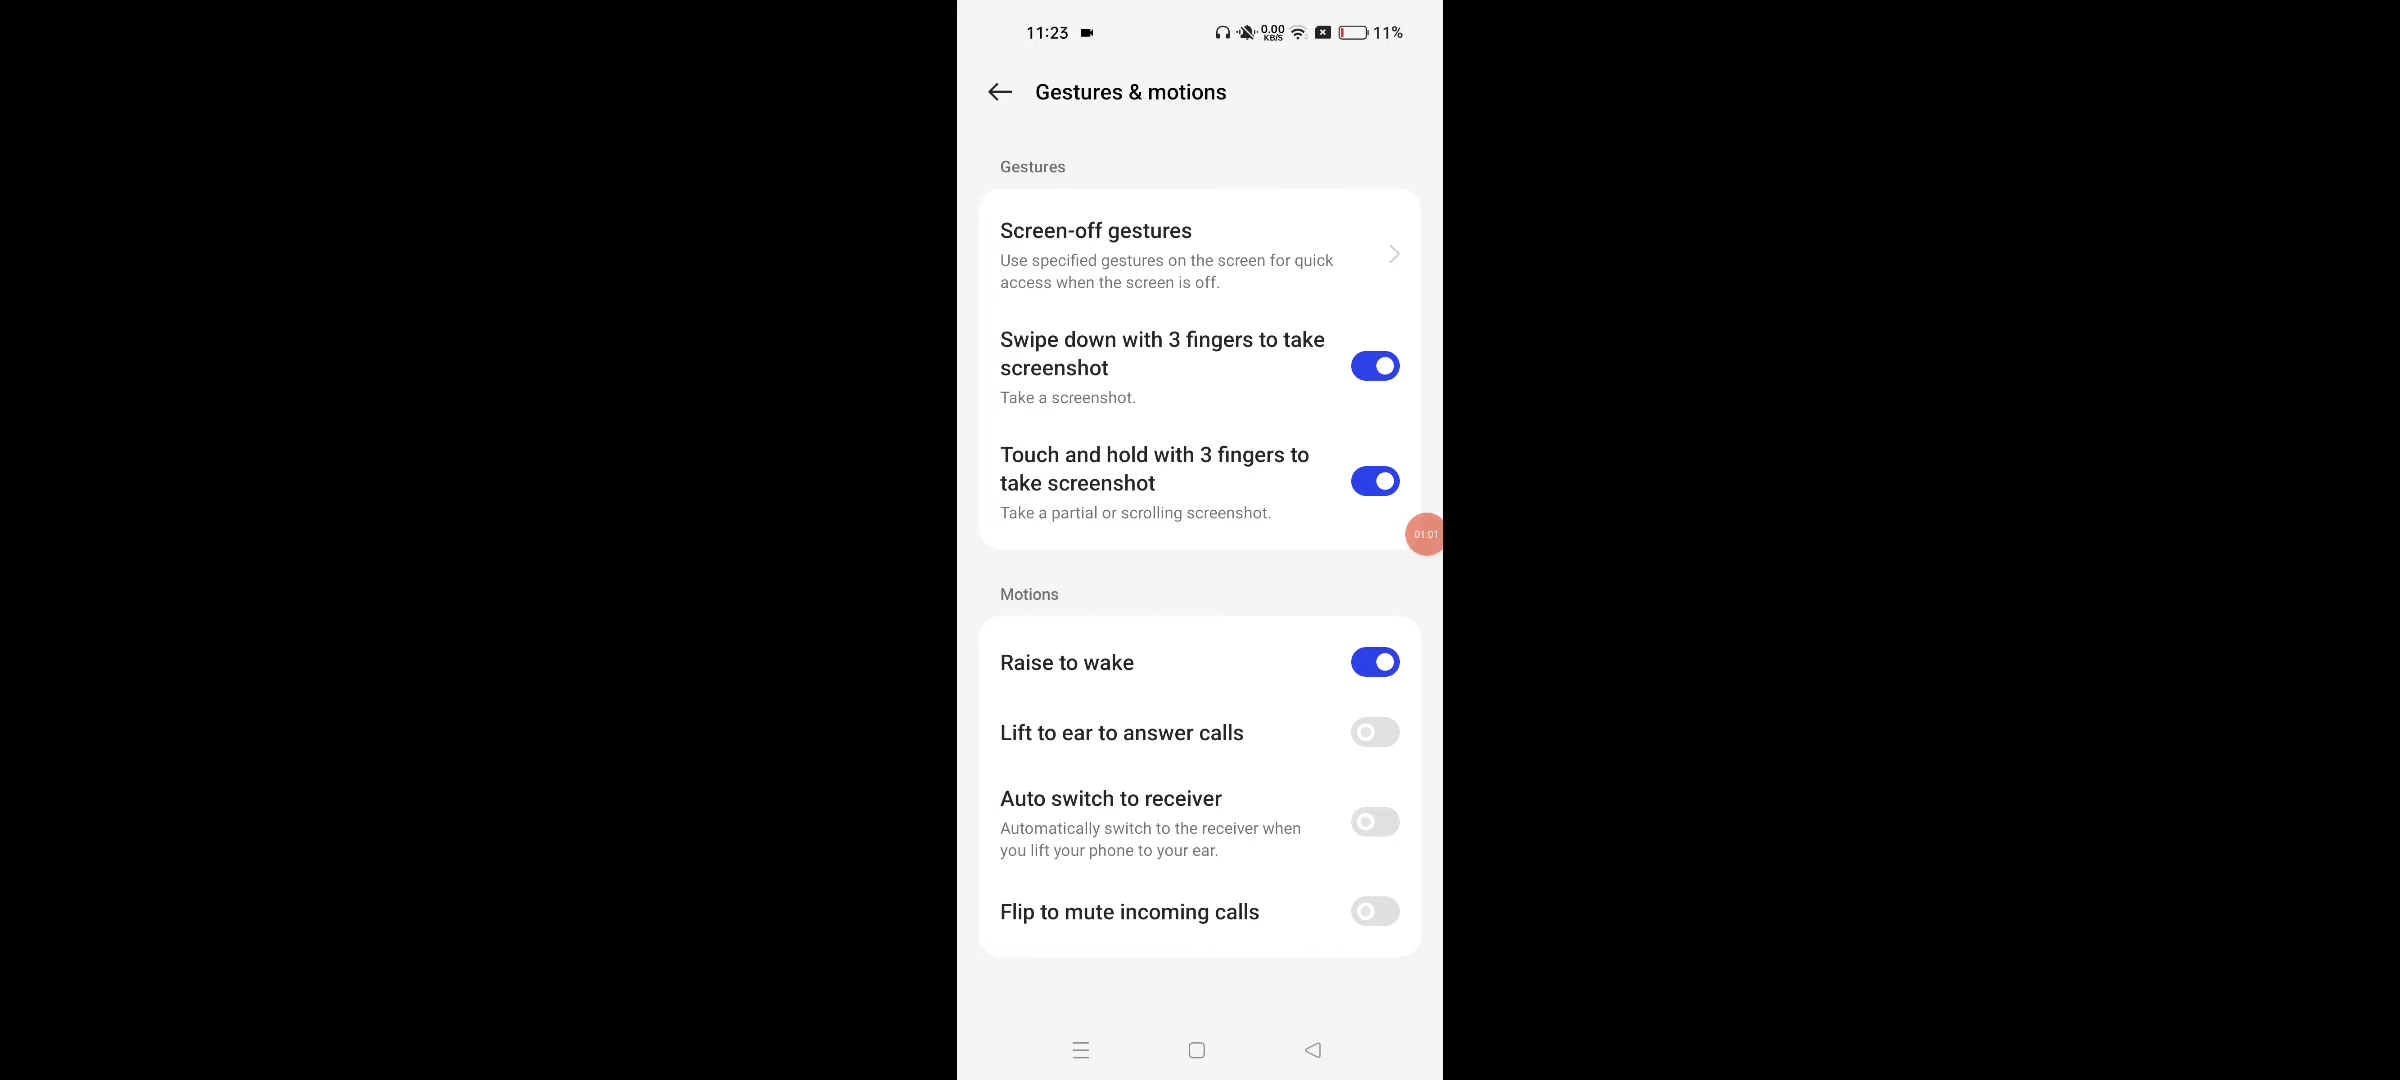 11:23 0.00 KB/S 11%
Gestures & motions
Gestures
Screen-off gestures
Use specified gestures on the screen for quick
access when the screen is off.
Swipe down with 3 fingers to take
screenshot
Take a screenshot.
Touch and hold with 3 fingers to
take screenshot
Take a partial or scrolling screenshot.
01:01
Motions
Raise to wake
Lift to ear to answer calls
Auto switch to receiver
Automatically switch to the receiver when
you lift your phone to your ear.
Flip to mute incoming calls